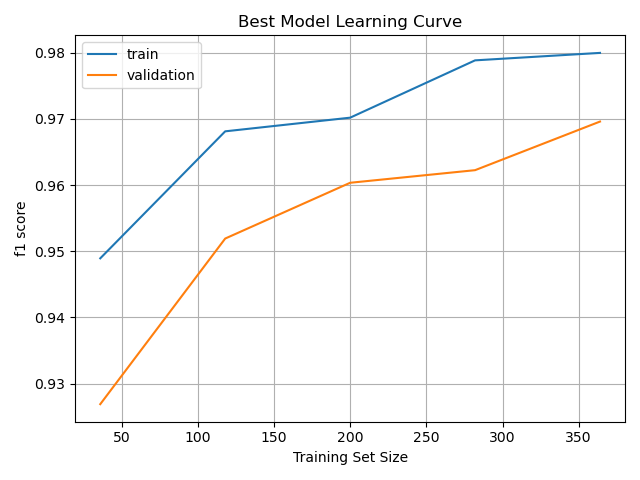 Best Model Learning Curve
train
validation
0.98
0.97
0.96
0.95
0.94
0.93
f1 score
50 100 150 200 250 300 350
Training Set Size